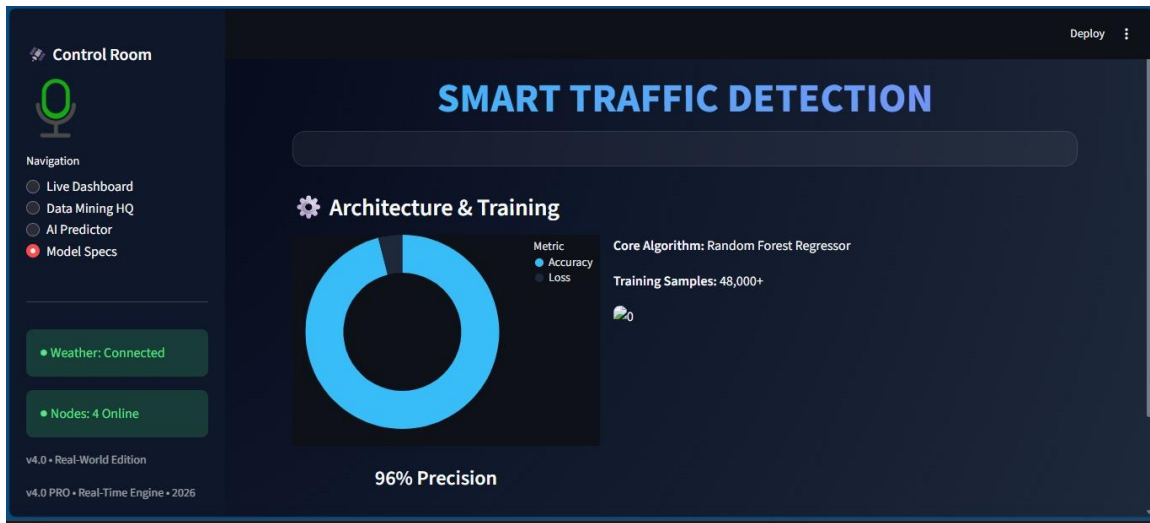 Control Room
Navigation
Live Dashboard
Data Mining HQ
AI Predictor
Model Specs
Weather: Connected
Nodes: 4 Online
v4.0 • Real-World Edition
v4.0 PRO • Real-Time Engine • 2026
Deploy
SMART TRAFFIC DETECTION
Architecture & Training
Metric
Accuracy
Loss
96% Precision
Core Algorithm: Random Forest Regressor
Training Samples: 48,000+
0